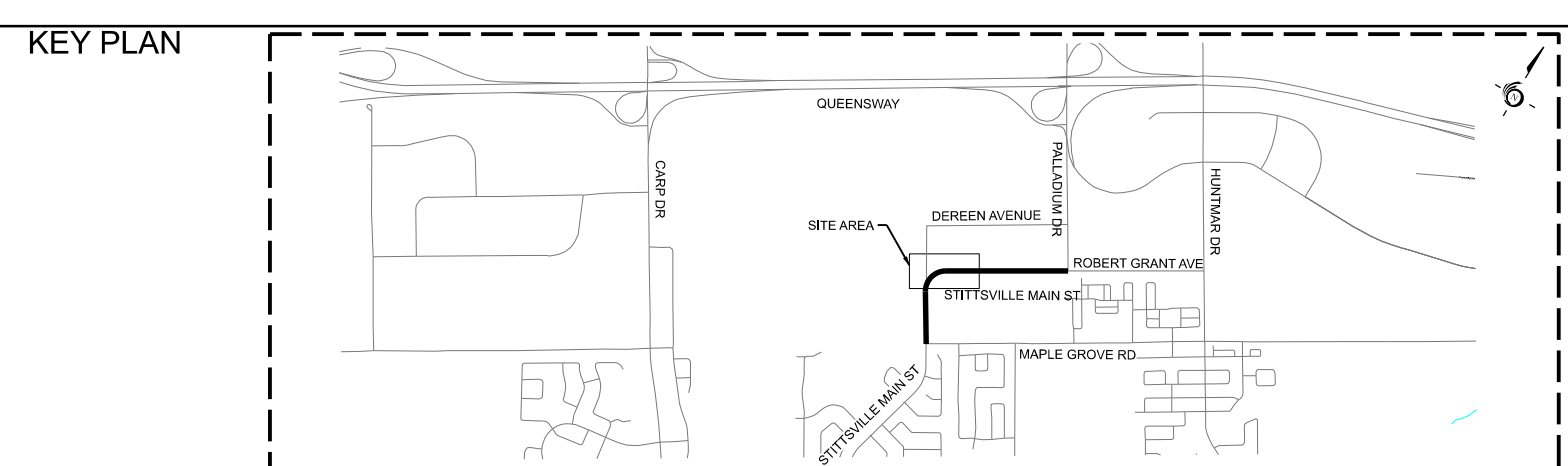 KEY PLAN
N
QUEENSWAY
CARP DR
PALLADIUM DR
HUNTMAR DR
DEREEN AVENUE
SITE AREA
ROBERT GRANT AVE
STITTSVILLE MAIN ST
MAPLE GROVE RD
STITTSVILLE MAIN ST